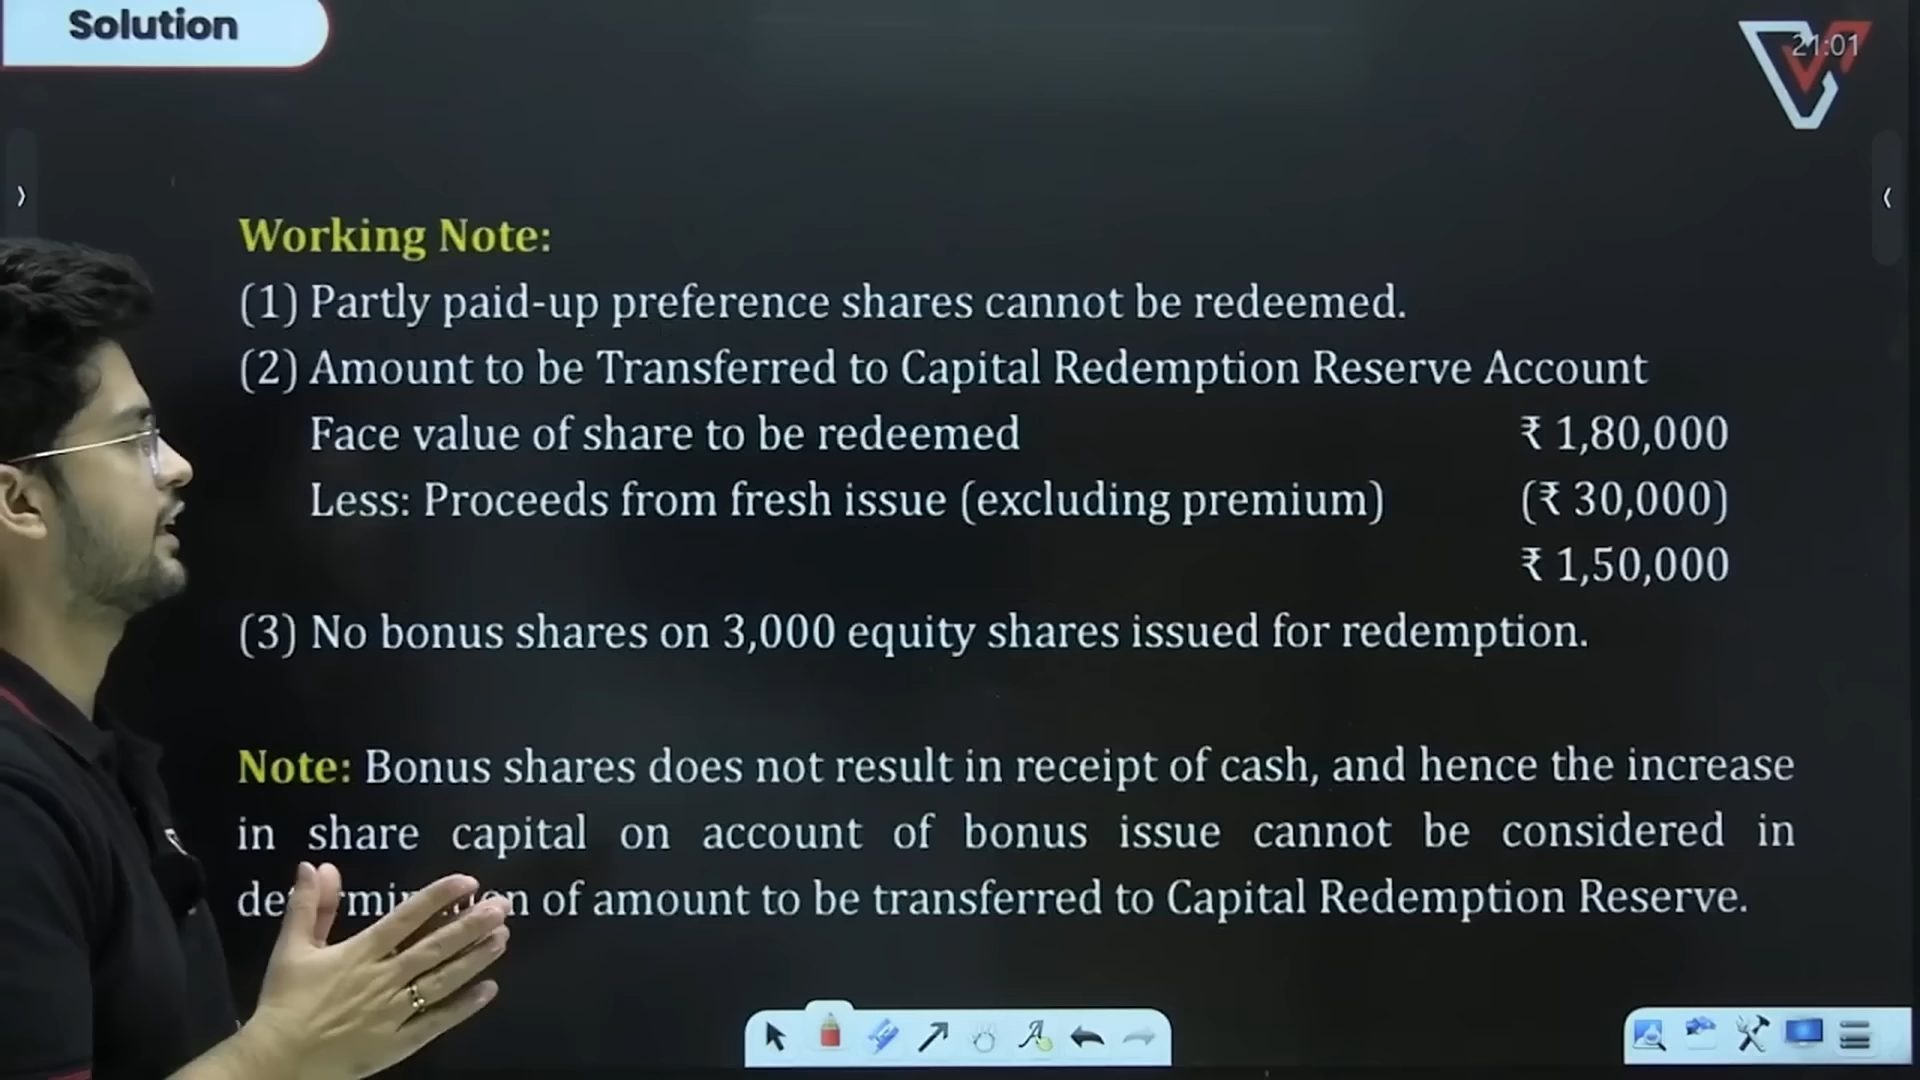 Solution
21:01
Working Note:
(1) Partly paid-up preference shares cannot be redeemed.
(2) Amount to be Transferred to Capital Redemption Reserve Account
Face value of share to be redeemed ₹ 1,80,000
Less: Proceeds from fresh issue (excluding premium) (₹ 30,000)
₹ 1,50,000
(3) No bonus shares on 3,000 equity shares issued for redemption.
Note: Bonus shares does not result in receipt of cash, and hence the increase
in share capital on account of bonus issue cannot be considered in
of amount to be transferred to Capital Redemption Reserve.